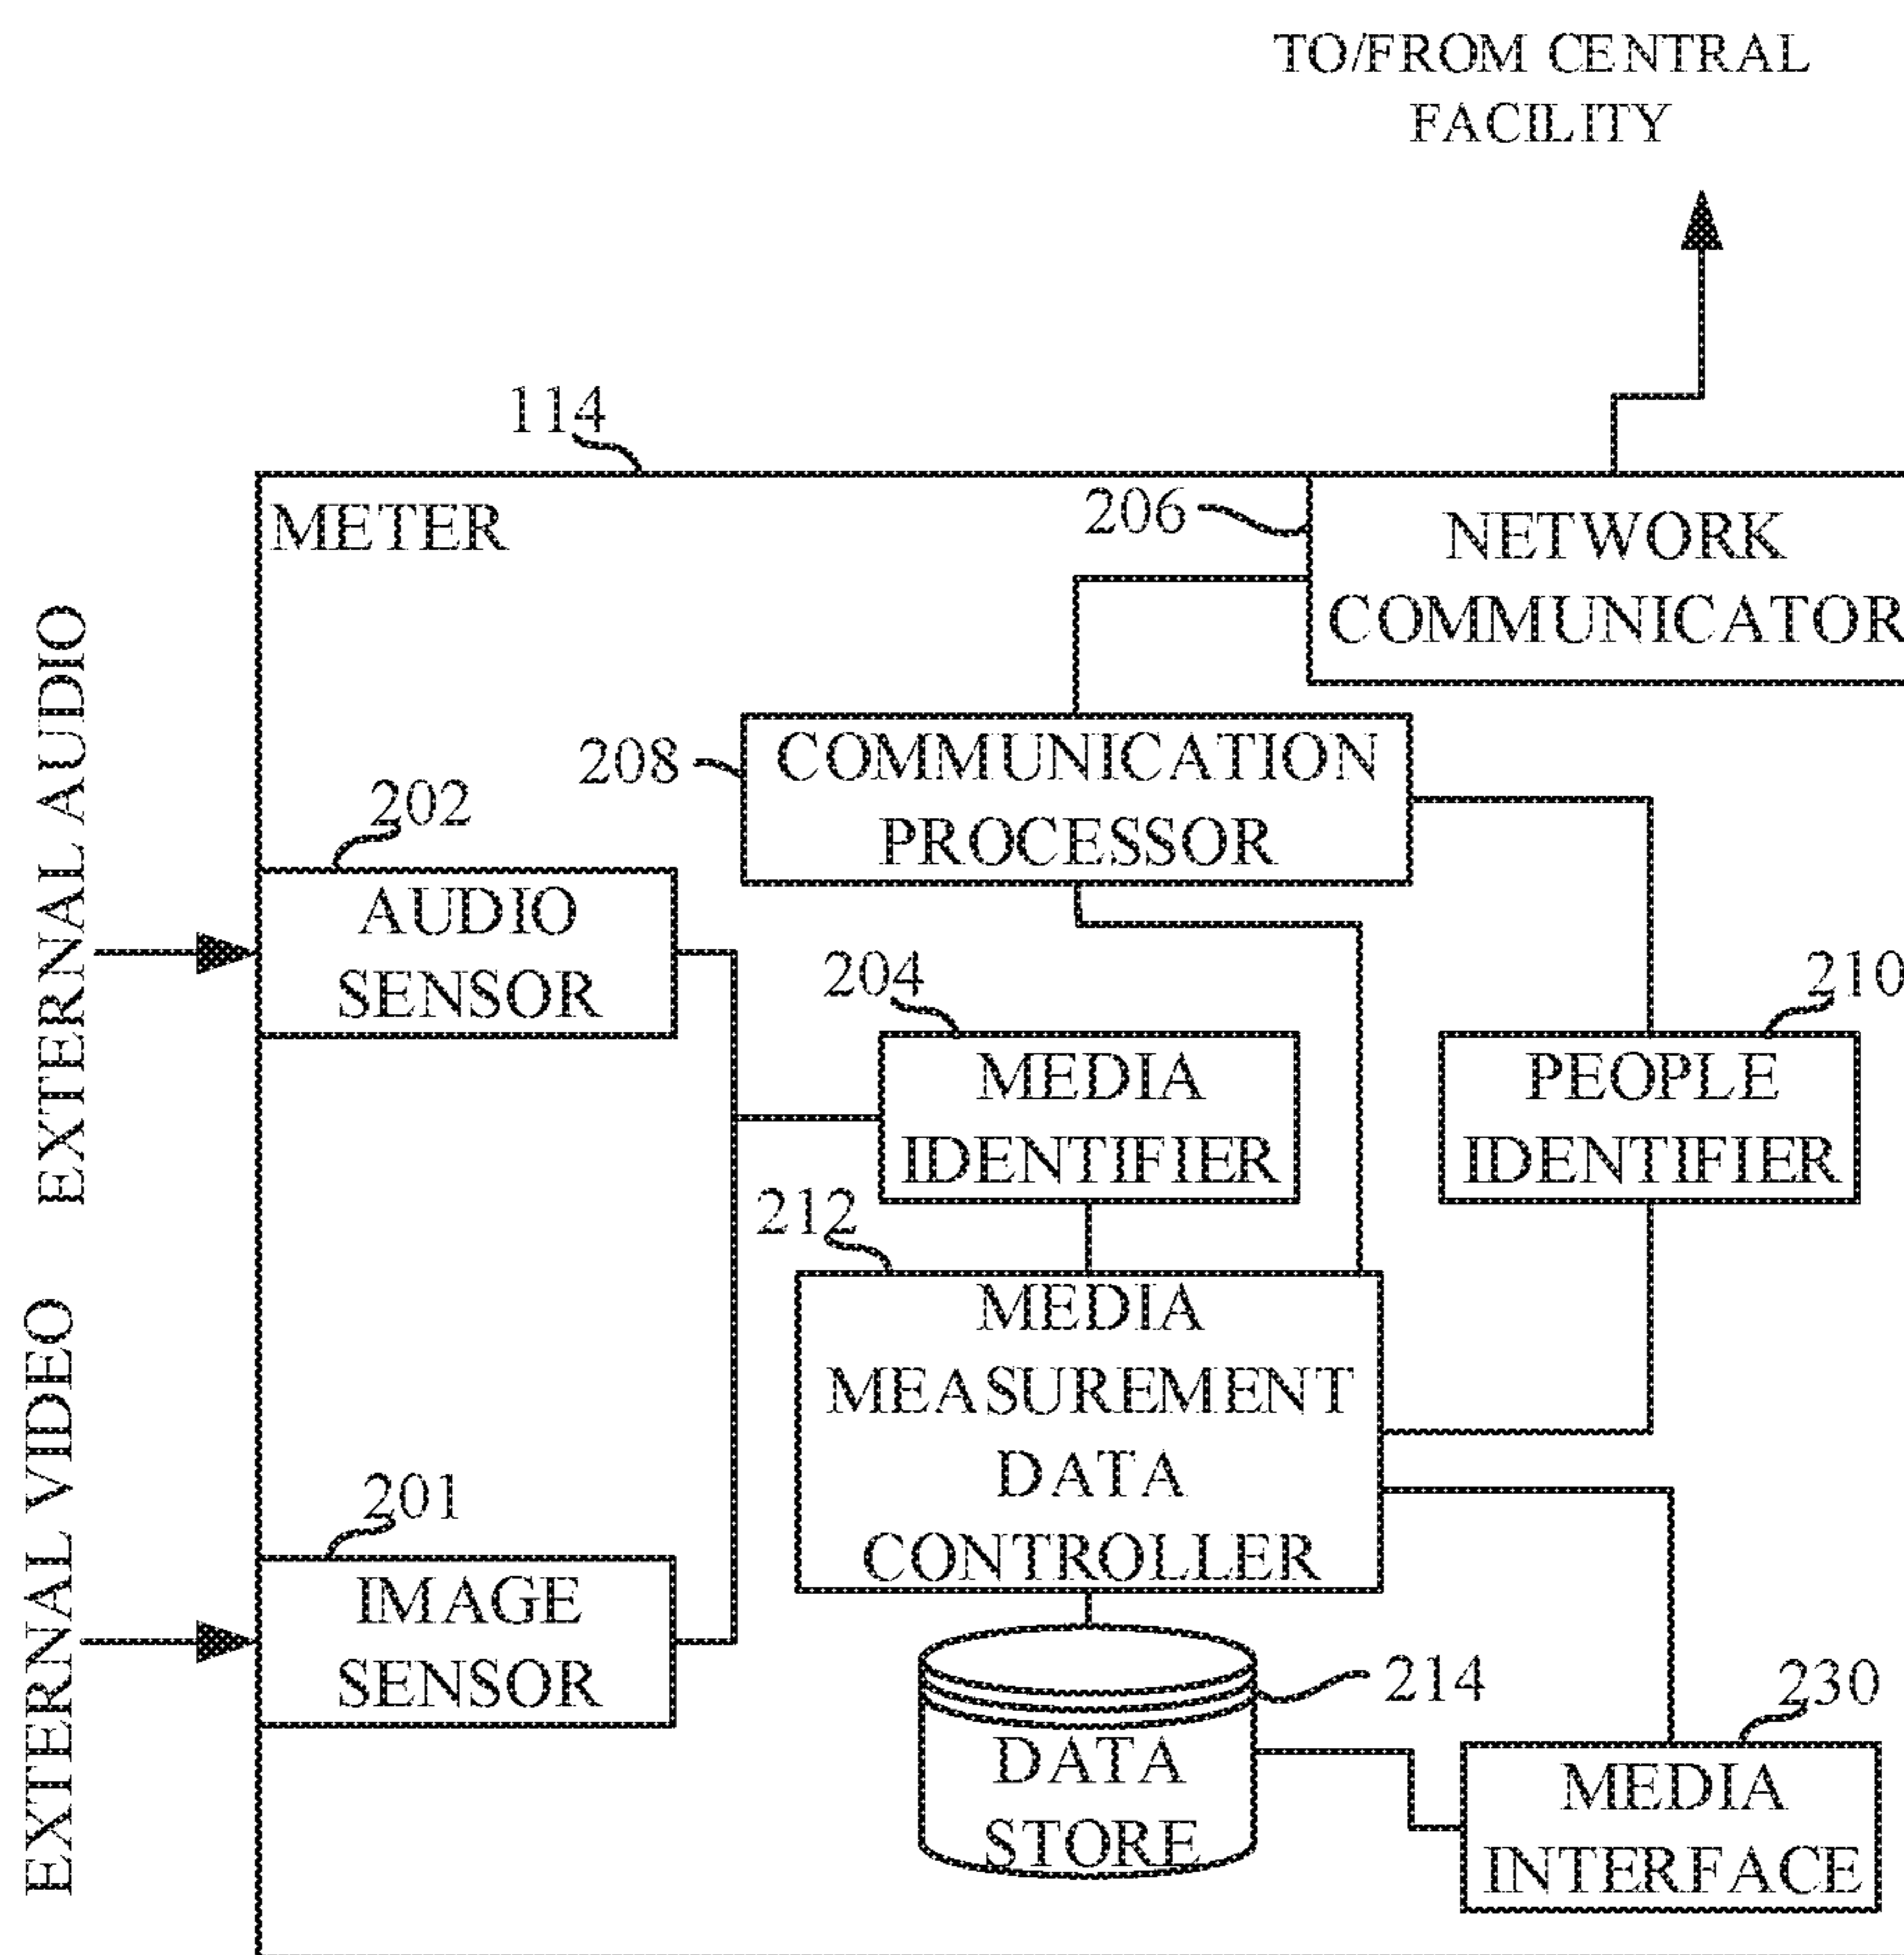 TO/FROM CENTRAL
FACILITY
114
METER
206
NETWORK
COMMUNICATOR
EXTERNAL AUDIO
208
COMMUNICATION
PROCESSOR
202
AUDIO
SENSOR
204
MEDIA
IDENTIFIER
210
PEOPLE
IDENTIFIER
212
MEDIA
MEASUREMENT
DATA
CONTROLLER
EXTERNAL VIDEO
201
IMAGE
SENSOR
214
DATA
STORE
230
MEDIA
INTERFACE